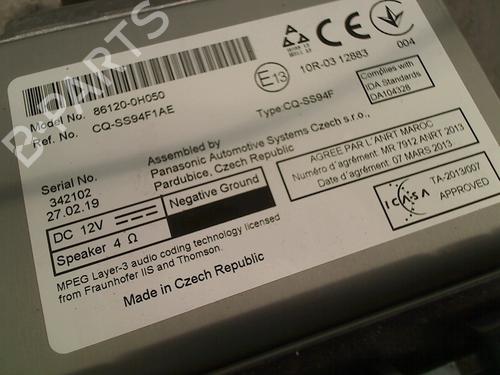 B-PARTS
Model No. 86120-0H050
Ref. No. CQ-SS94F1AE
E13
CE
10R-03 12883
004
Type:CQ-SS94F
Complies with
IDA Standards
DA104328
Serial No.
342102
27.02.19
Assembled by
Panasonic Automotive Systems Czech s.r.o.,
Pardubice, Czech Republic
AGREE PAR L'ANRT MAROC
Numéro d'agrément: MR 7912 ANRT 2013
Date d'agrément: 07 MARS 2013
DC 12V
Negative Ground
Speaker 4 Ω
ICASA
TA-2013/007
APPROVED
MPEG Layer-3 audio coding technology licensed
from Fraunhofer IIS and Thomson.
Made in Czech Republic